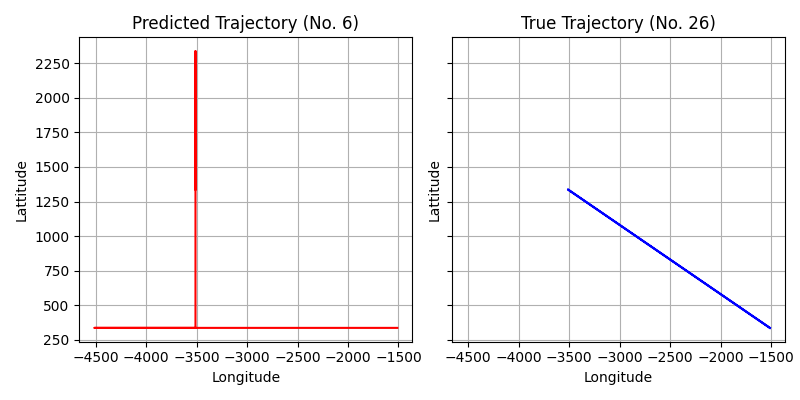 Predicted Trajectory (No. 6)
True Trajectory (No. 26)
Lattitude
2250
2000
1750
1500
1250
1000
750
500
250
−4500 −4000 −3500 −3000 −2500 −2000 −1500
Longitude
Lattitude
−4500 −4000 −3500 −3000 −2500 −2000 −1500
Longitude